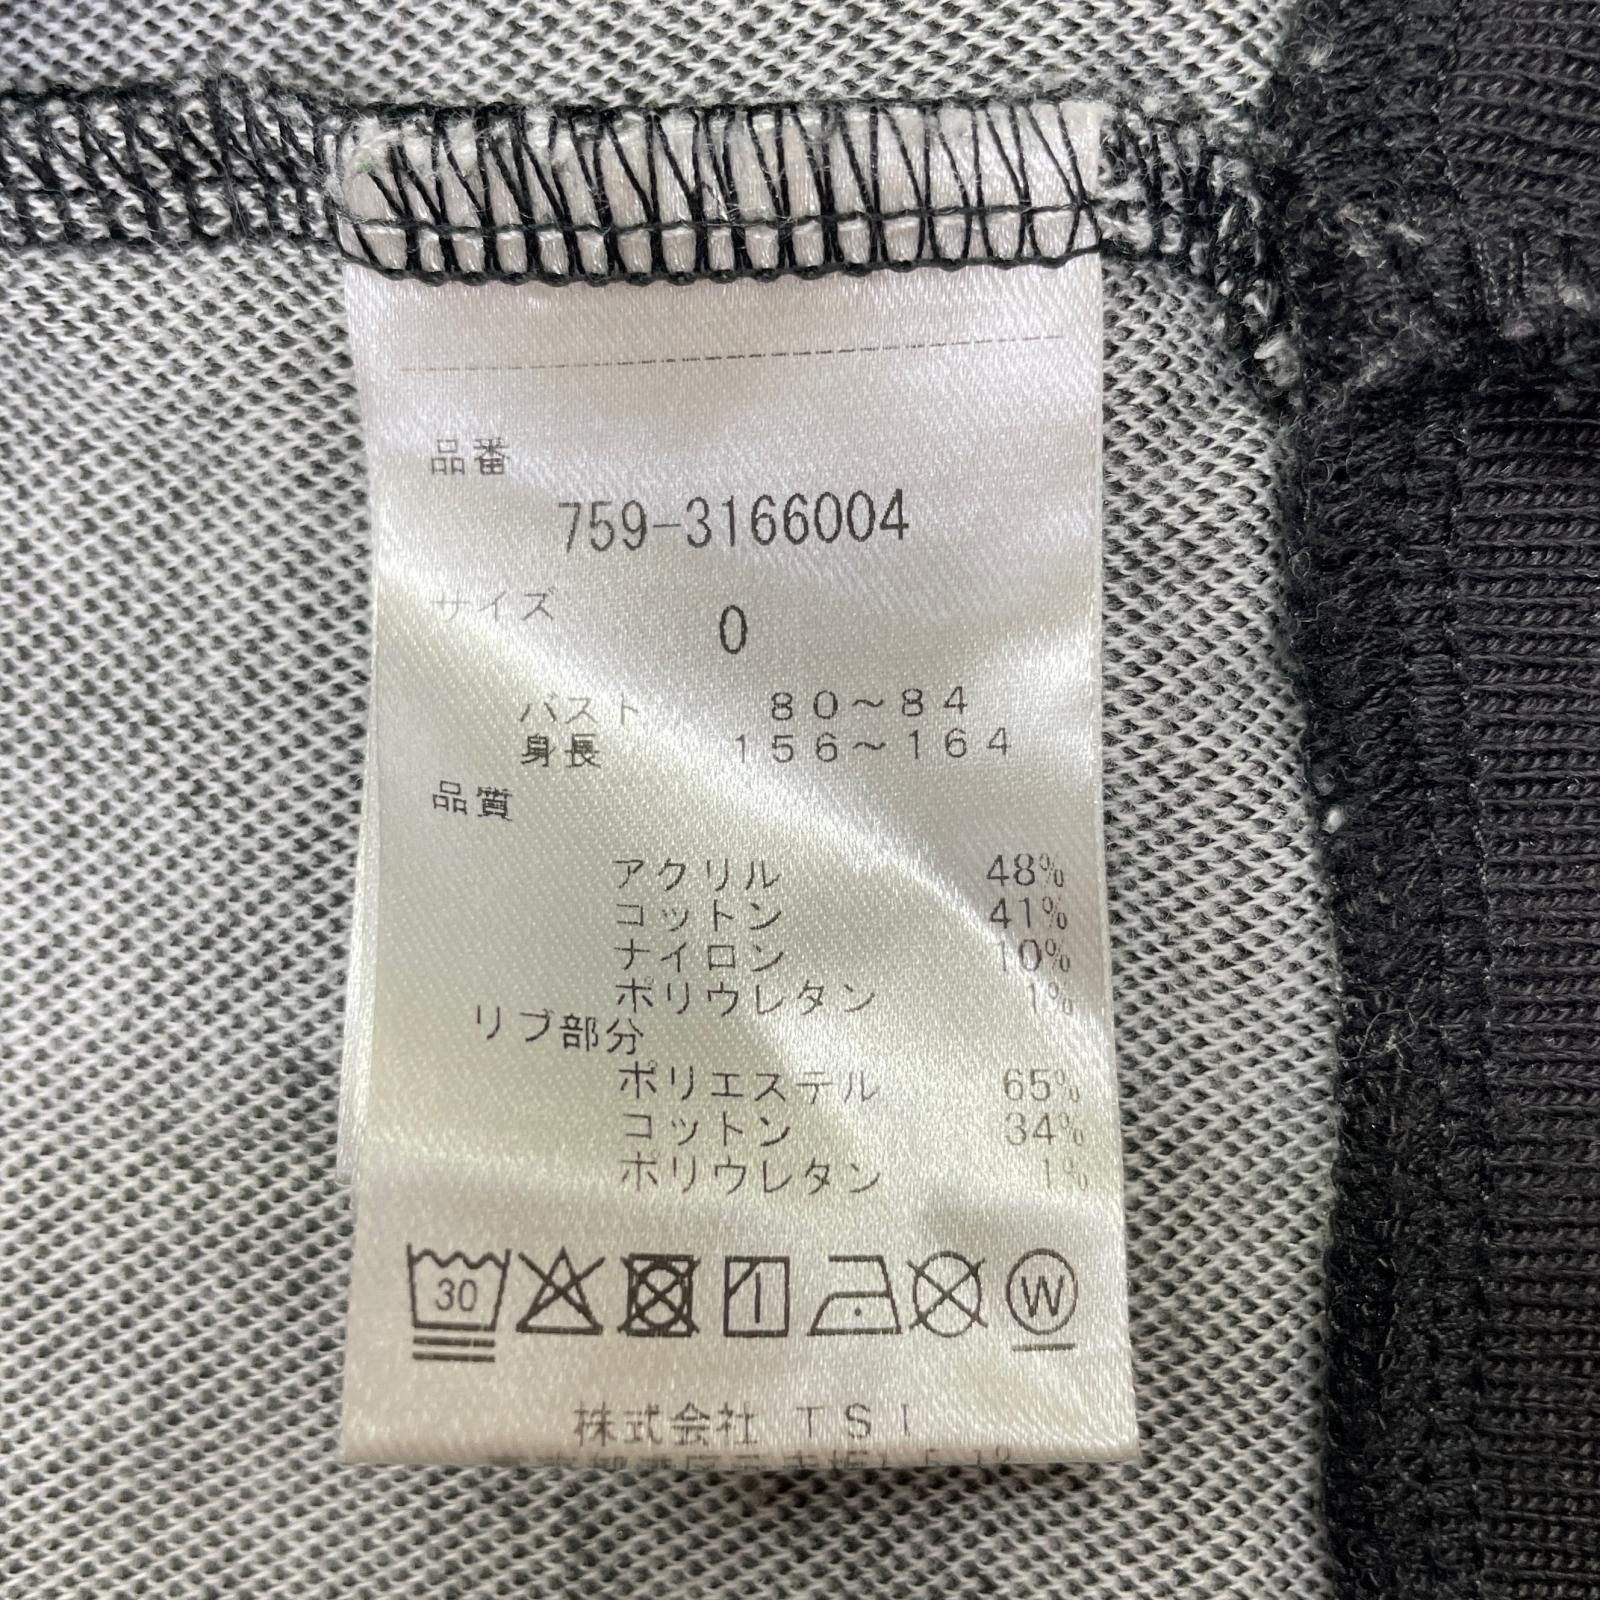 品番
759-3166004
サイズ 0
バスト 80〜84
身長 156〜164
品質
アクリル 48%
コットン 41%
ナイロン 10%
ポリウレタン 1%
リブ部分
ポリエステル 65%
コットン 34%
ポリウレタン 1%
30 W
株式会社 TSI